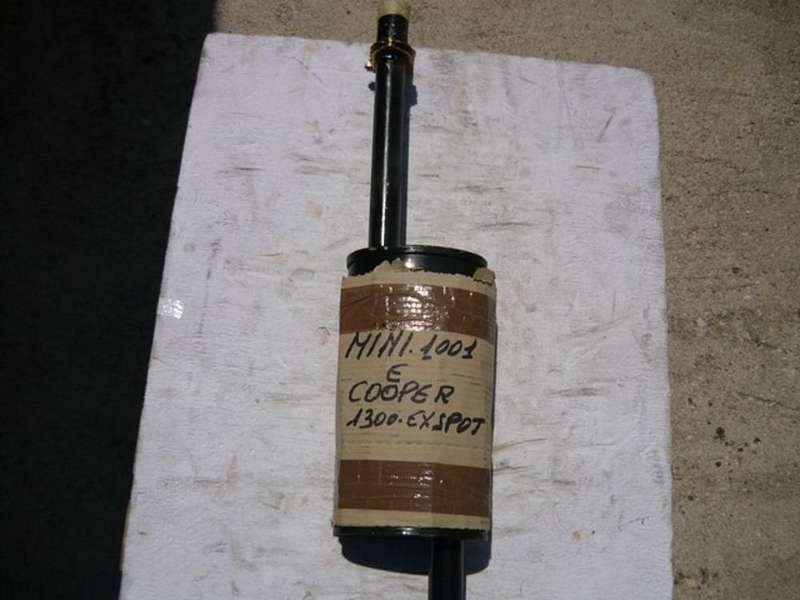 MINI.1001
E
COOPER
1300.EXSPOT